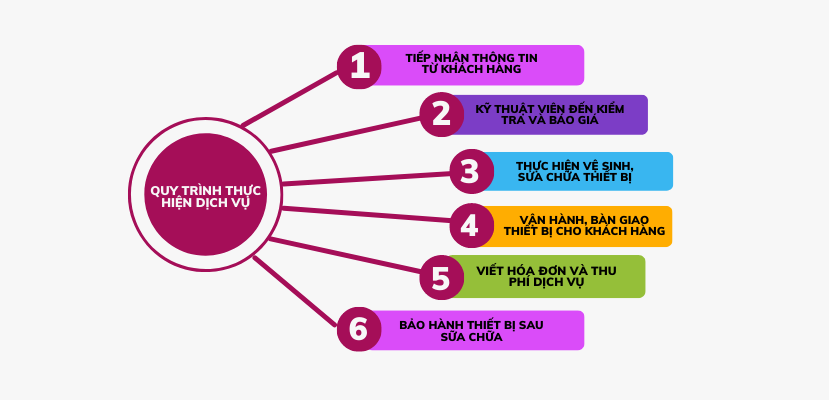 QUY TRÌNH THỰC
HIỆN DỊCH VỤ
1
TIẾP NHẬN THÔNG TIN
TỪ KHÁCH HÀNG
2
KỸ THUẬT VIÊN ĐẾN KIỂM
TRA VÀ BÁO GIÁ
3
THỰC HIỆN VỆ SINH,
SỮA CHỮA THIẾT BỊ
4
VẬN HÀNH, BÀN GIAO
THIẾT BỊ CHO KHÁCH HÀNG
5
VIẾT HÓA ĐƠN VÀ THU
PHÍ DỊCH VỤ
6
BẢO HÀNH THIẾT BỊ SAU
SỮA CHỮA